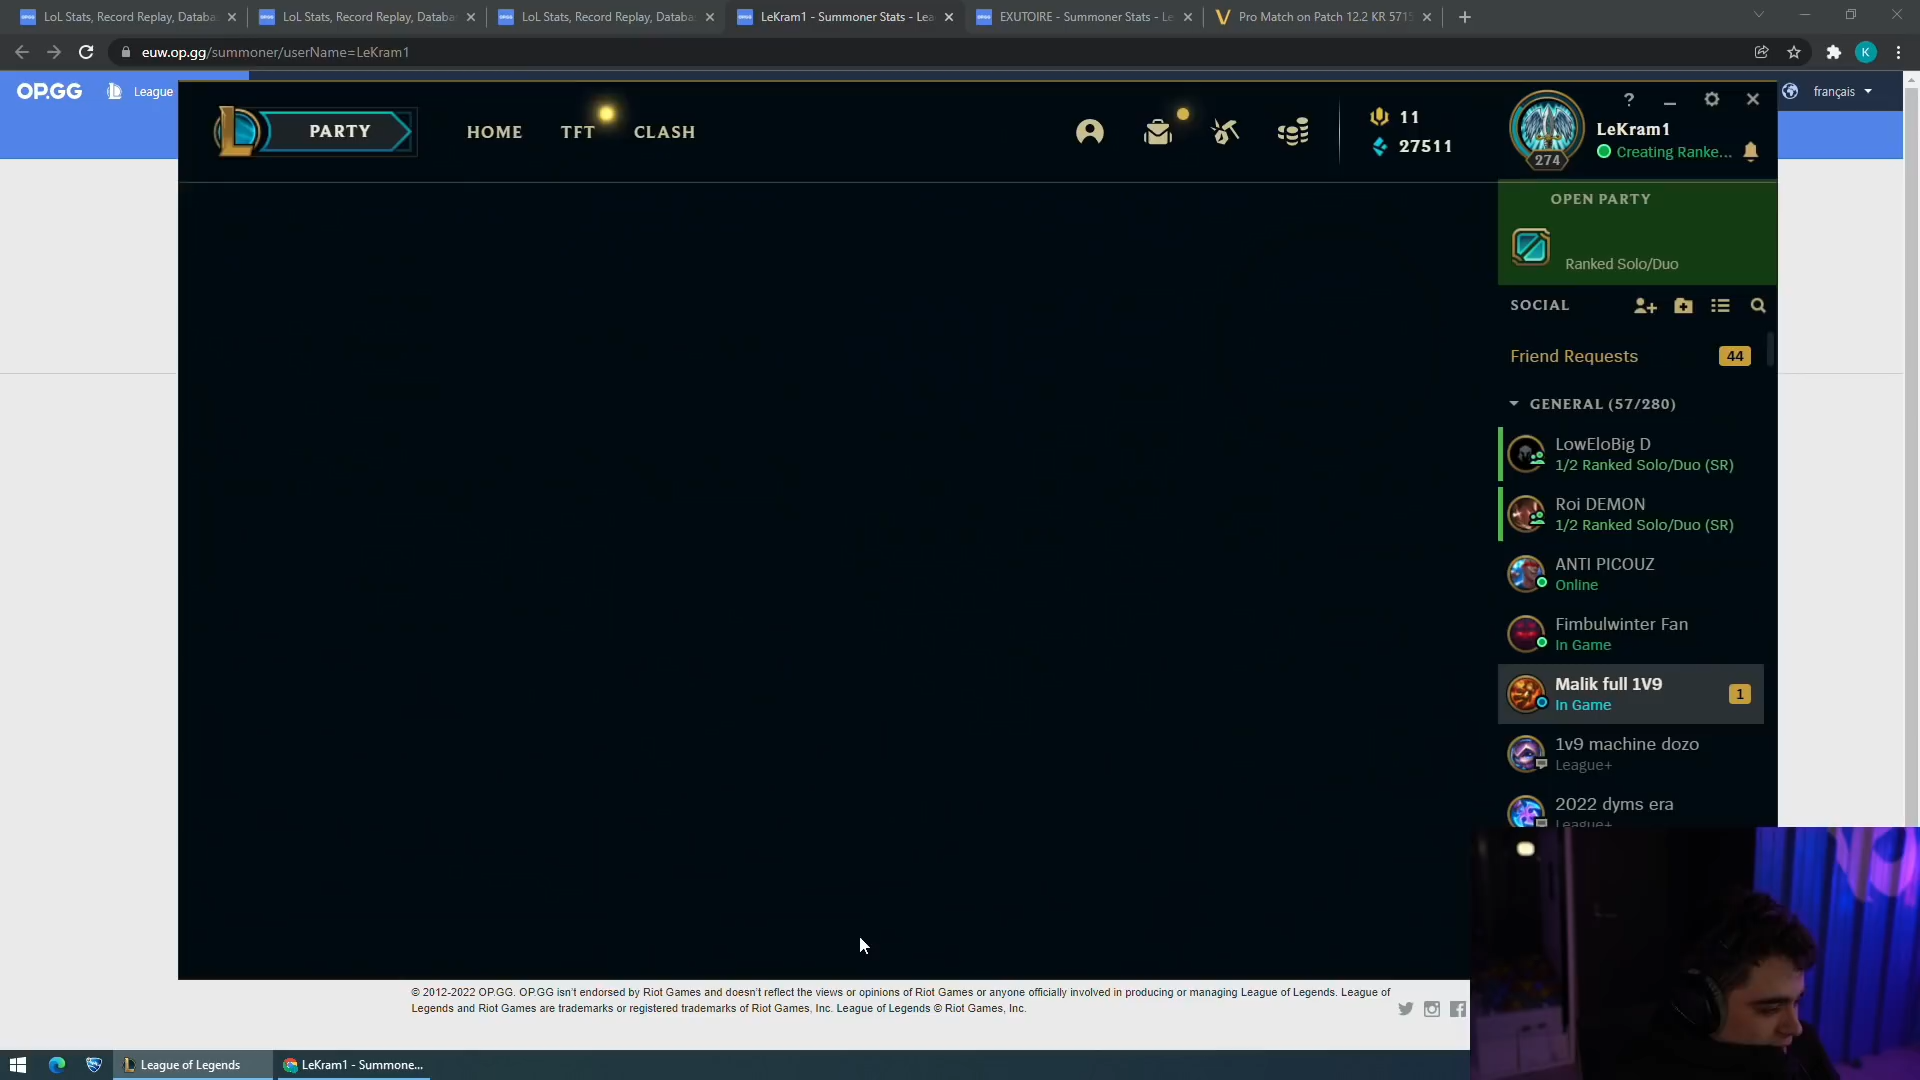 LoL Stats, Record Replay, Databa
LoL Stats, Record Replay, Databa
LoL Stats, Record Replay, Databa
LeKram1 - Summoner Stats - Lea
EXUTOIRE - Summoner Stats - Le
Pro Match on Patch 12.2 KR 5715
euw.op.gg/summoner/userName=LeKram1
K
OP.GG
League
français
PARTY
HOME
TFT
CLASH
11
27511
274
LeKram1
Creating Ranke...
OPEN PARTY
Ranked Solo/Duo
SOCIAL
Friend Requests
44
GENERAL (57/280)
LowEloBig D
1/2 Ranked Solo/Duo (SR)
Roi DEMON
1/2 Ranked Solo/Duo (SR)
ANTI PICOUZ
Online
Fimbulwinter Fan
In Game
Malik full 1V9
In Game
1
1v9 machine dozo
League+
2022 dyms era
League+
© 2012-2022 OP.GG. OP.GG isn't endorsed by Riot Games and doesn't reflect the views or opinions of Riot Games or anyone officially involved in producing or managing League of Legends. League of
Legends and Riot Games are trademarks or registered trademarks of Riot Games, Inc. League of Legends © Riot Games, Inc.
League of Legends
LeKram1 - Summone...